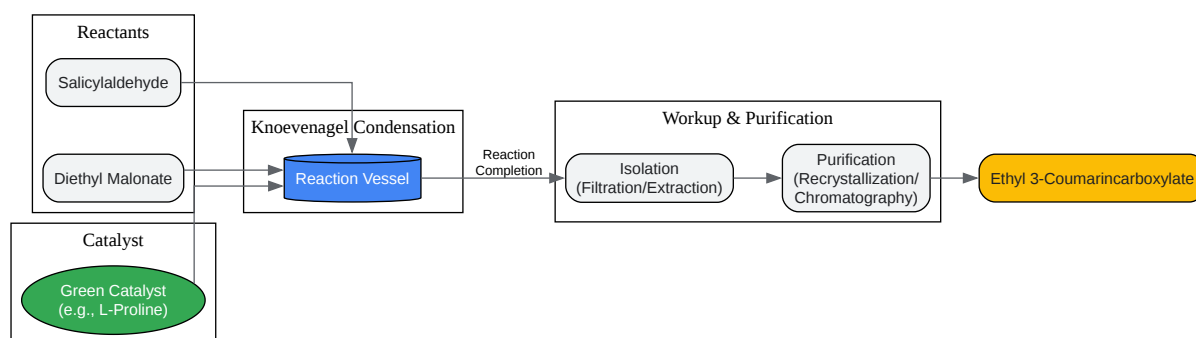 Reactants
Salicylaldehyde
Diethyl Malonate
Catalyst
Green Catalyst
(e.g., L-Proline)
Knoevenagel Condensation
Reaction Vessel
Reaction
Completion
Workup & Purification
Isolation
(Filtration/Extraction)
Purification
(Recrystallization/
Chromatography)
Ethyl 3-Coumarincarboxylate